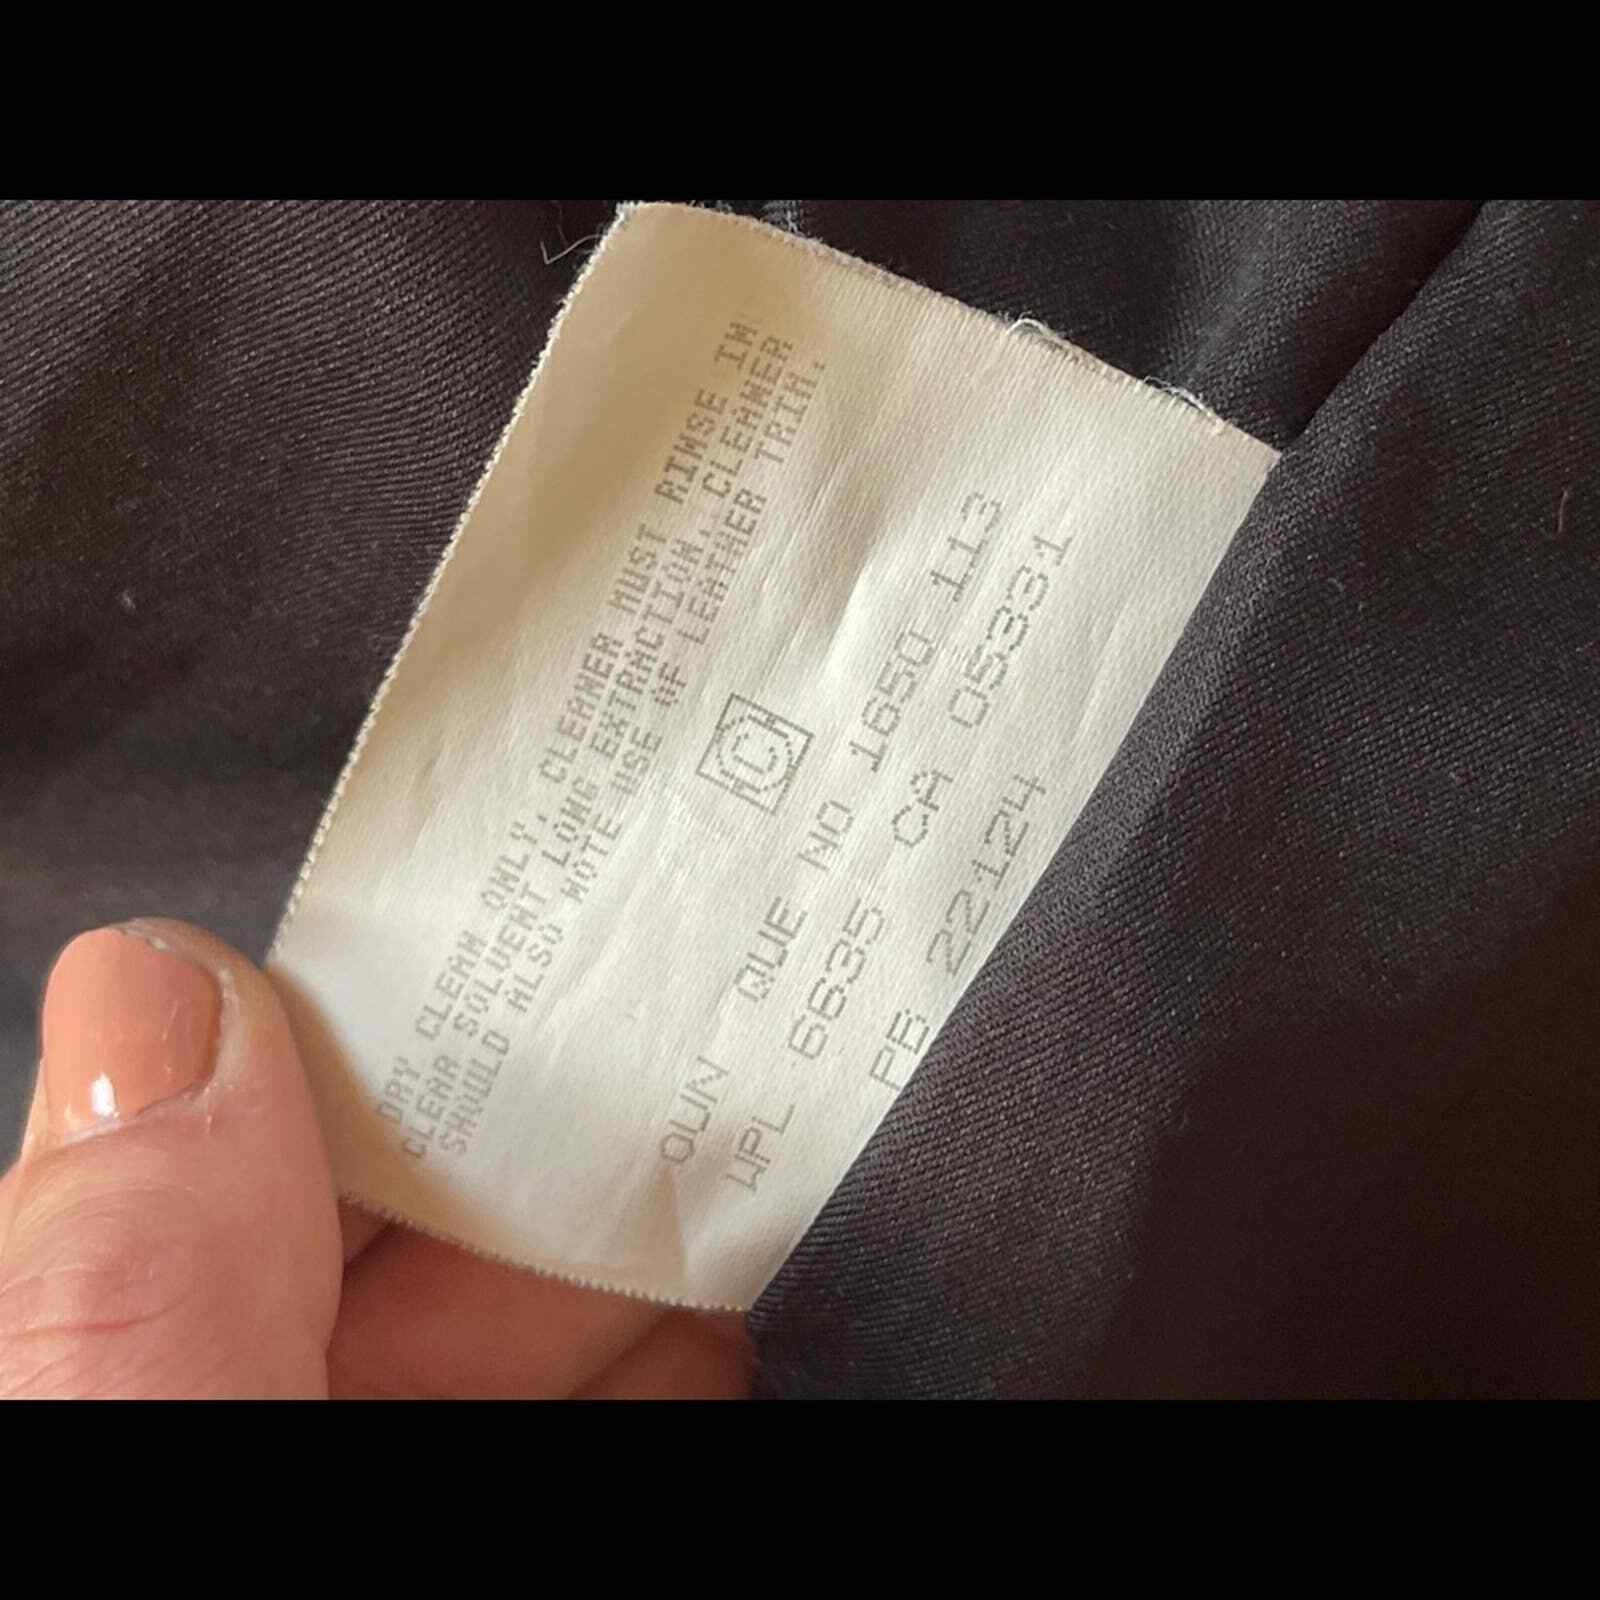 DRY CLEAN ONLY. CLEANER MUST RINSE IN
CLEAR SOLVENT LONG EXTRACTION. CLEANER
SHOULD ALSO NOTE USE OF LEATHER TRIM.
C
OUN QUE NO 1650 113
WPL 6635 CA 05331
PB 22124